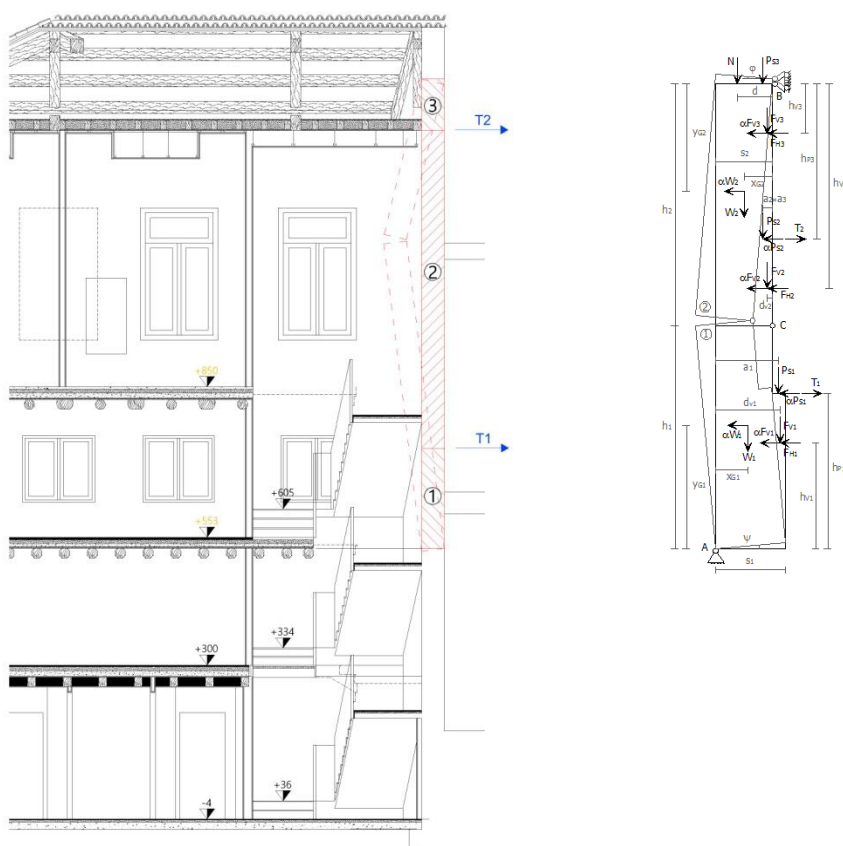 ③
T2
②
+850
T1
+605
①
+553
+334
+300
+36
-4
N
PS3
φ
d
B
hV3
FV3
αFV3
FH3
yG2
s2
hP3
xG2
αW2
a2=a3
hV2
W2
PS2
T2
αPS2
h2
FV2
αFV2
FH2
dV2
②
C
①
PS1
a1
T1
αPS1
dV1
h1
αW1
αFV1
FV1
W1
FH1
xG1
hP1
yG1
hV1
A
ψ
s1